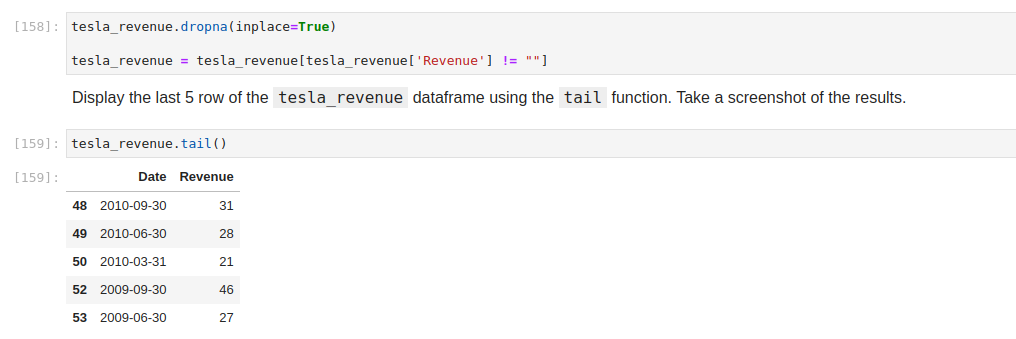 [158]: tesla_revenue.dropna(inplace=True)
tesla_revenue = tesla_revenue[tesla_revenue['Revenue'] != ""]
Display the last 5 row of the tesla_revenue dataframe using the tail function. Take a screenshot of the results.
[159]: tesla_revenue.tail()
[159]: Date Revenue
48 2010-09-30 31
49 2010-06-30 28
50 2010-03-31 21
52 2009-09-30 46
53 2009-06-30 27